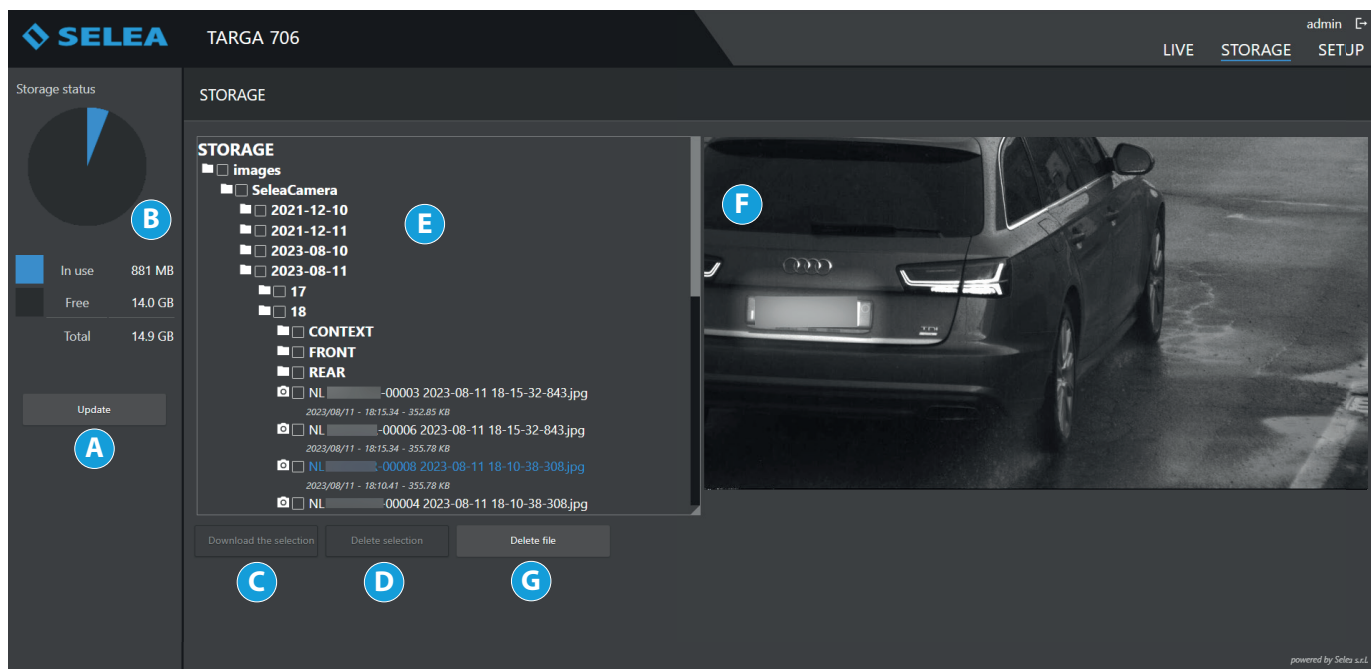 SELEA
TARGA 706
admin
LIVE STORAGE SETUP
Storage status
B
In use 881 MB
Free 14.0 GB
Total 14.9 GB
Update
A
STORAGE
STORAGE
images
SeleaCamera
2021-12-10
2021-12-11
2023-08-10
2023-08-11
17
18
CONTEXT
FRONT
REAR
NL -00003 2023-08-11 18-15-32-843.jpg
2023/08/11 - 18:15.34 - 352.85 KB
NL -00006 2023-08-11 18-15-32-843.jpg
2023/08/11 - 18:15.34 - 355.78 KB
NL -00008 2023-08-11 18-10-38-308.jpg
2023/08/11 - 18:10.41 - 355.78 KB
NL -00004 2023-08-11 18-10-38-308.jpg
E
F
TDI
Download the selection Delete selection Delete file
C D G
powered by Selea s.r.l.